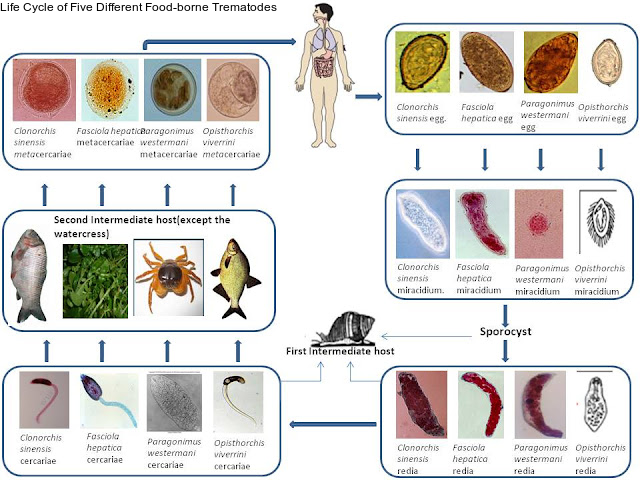 Life Cycle of Five Different Food-borne Trematodes
Clonorchis
sinensis
metacercariae
Fasciola hepatica
metacercariae
Paragonimus
westermani
metacercariae
Opisthorchis
viverrini
metacercariae
Clonorchis
sinensis egg.
Fasciola
hepatica egg
Paragonimus
westermani
egg
Opisthorchis
viverrini egg
Second Intermediate host(except the
watercress)
Clonorchis
sinensis
miracidium.
Fasciola
hepatica
miracidium
Paragonimus
westermani
miracidium
Opisthorchis
viverrini
miracidium
Sporocyst
First Intermediate host
Clonorchis
sinensis
cercariae
Fasciola
hepatica
cercariae
Paragonimus
westermani
cercariae
Opisthorchis
viverrini
cercariae
Clonorchis
sinensis
redia
Fasciola
hepatica
redia
Paragonimus
westermani
redia
Opisthorchis
viverrini
redia